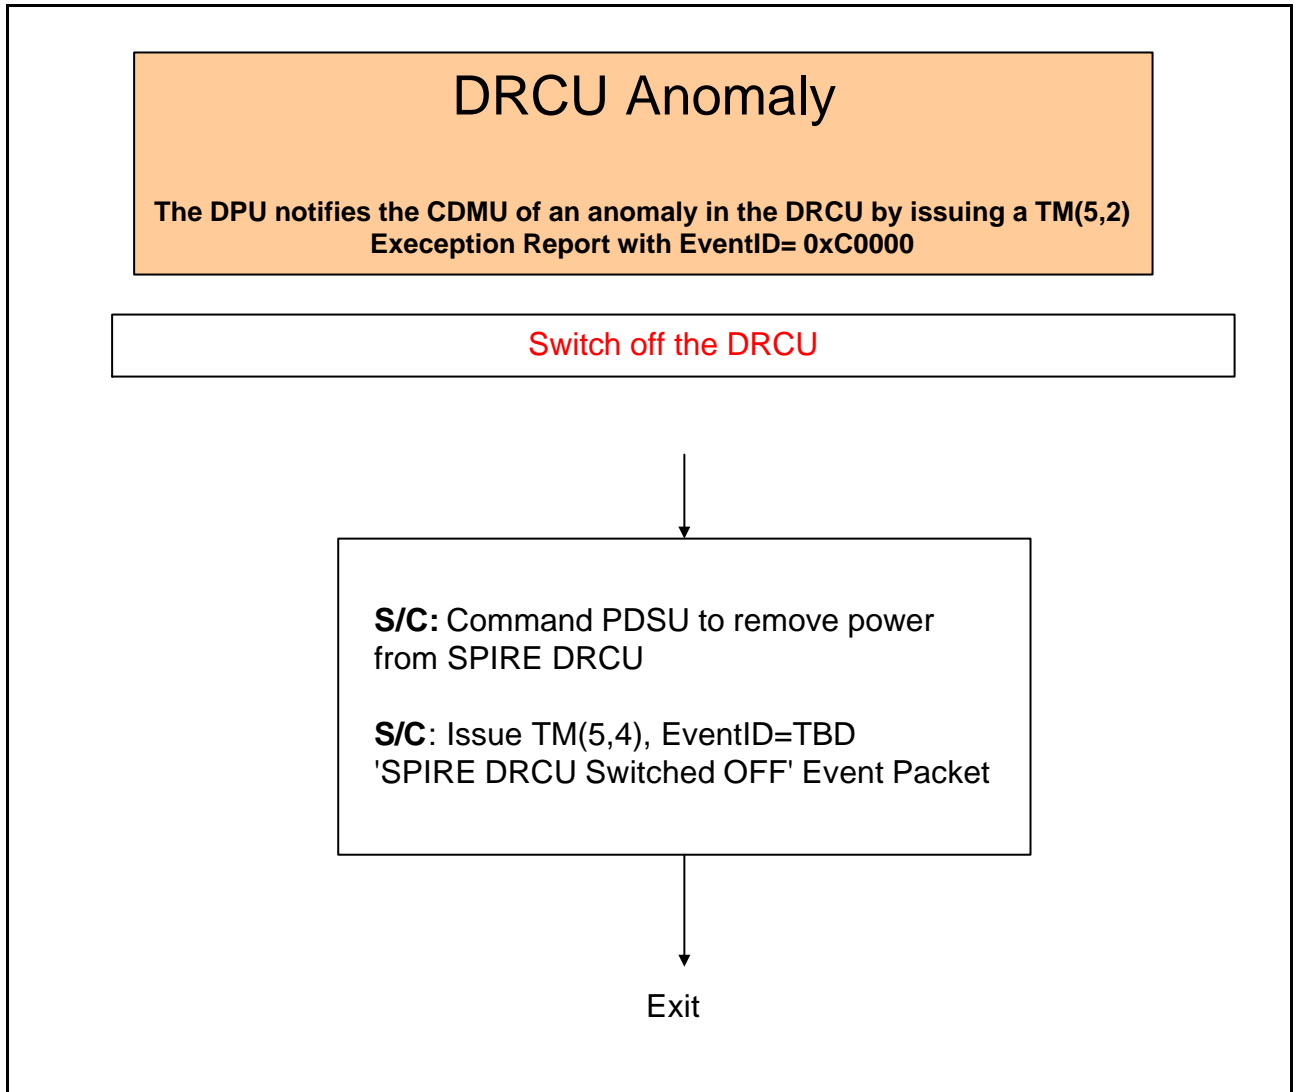 DRCU Anomaly
The DPU notifies the CDMU of an anomaly in the DRCU by issuing a TM(5,2)
Exeception Report with EventID= 0xC0000
Switch off the DRCU
S/C: Command PDSU to remove power
from SPIRE DRCU
S/C: Issue TM(5,4), EventID=TBD
'SPIRE DRCU Switched OFF' Event Packet
Exit